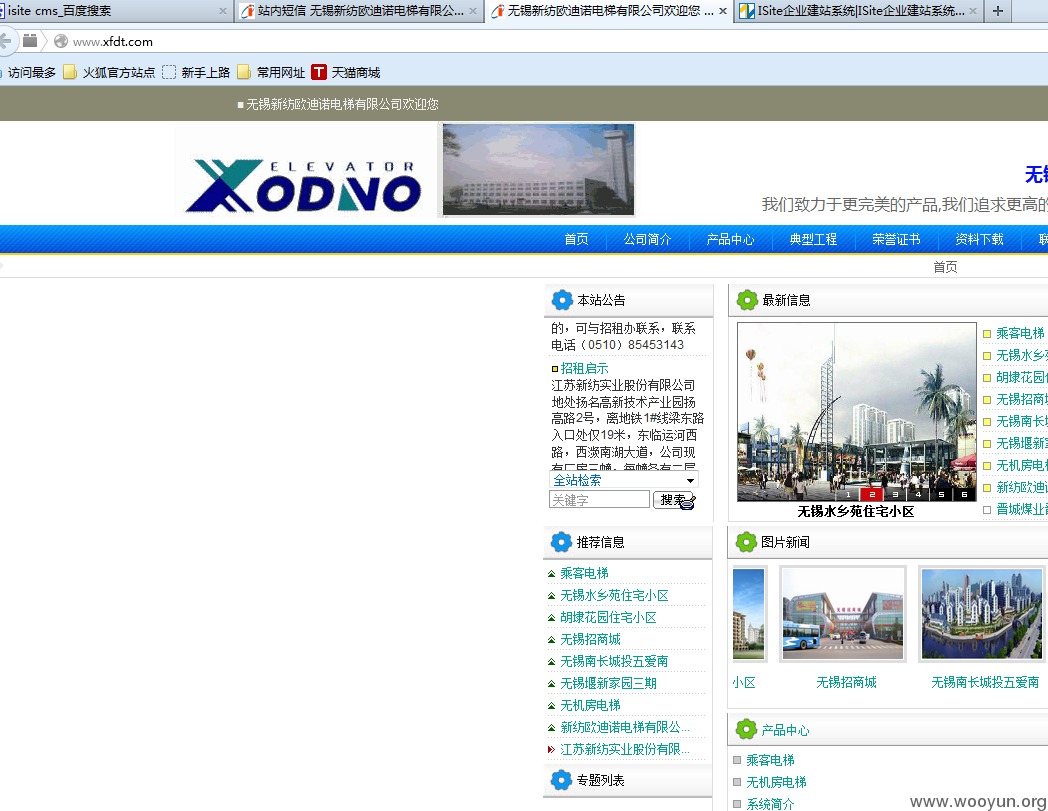 isite cms_百度搜索
站内短信 无锡新纺欧迪诺电梯有限公...
无锡新纺欧迪诺电梯有限公司欢迎您 ...
ISite企业建站系统|ISite企业建站系统...
www.xfdt.com
访问最多 火狐官方站点 新手上路 常用网址 天猫商城
无锡新纺欧迪诺电梯有限公司欢迎您
ELEVATOR
XODNO
无
我们致力于更完美的产品,我们追求更高的
首页 公司简介 产品中心 典型工程 荣誉证书 资料下载 联
首页
本站公告
的，可与招租办联系，联系
电话（0510）85453143
招租启示
江苏新纺实业股份有限公司
地处扬名高新技术产业园扬
高路2号，离地铁1#线梁东路
入口处仅19米，东临运河西
路，西濒南湖大道，公司现
有厂房三幢，每幢各有二层
全站检索
关键字 搜索
推荐信息
乘客电梯
无锡水乡苑住宅小区
胡埭花园住宅小区
无锡招商城
无锡南长城投五爱南
无锡堰新家园三期
无机房电梯
新纺欧迪诺电梯有限公...
江苏新纺实业股份有限...
专题列表
最新信息
1 2 3 4 5 6
无锡水乡苑住宅小区
乘客电梯
无锡水乡
胡埭花园
无锡招商
无锡南长
无锡堰新
无机房电
新纺欧迪
晋城煤业
图片新闻
小区 无锡招商城 无锡南长城投五爱南
产品中心
乘客电梯
无机房电梯
系统简介
www.wooyun.org